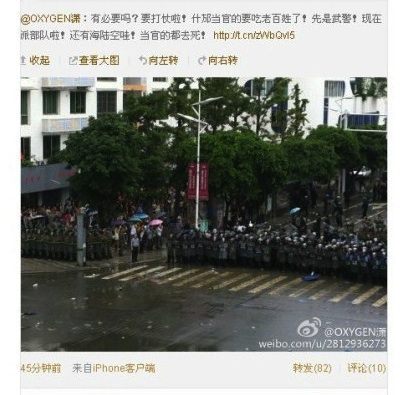 @OXYGEN潇：有必要吗？要打仗啦！什邡当官的要吃老百姓了！先是武警！现在
派部队啦！还有海陆空哇！当官的都去死！ http://t.cn/zWbQvI5
收起 查看大图 向左转 向右转
@OXYGEN潇
weibo.com/u/2812936273
45分钟前 来自iPhone客户端 转发(82) 评论(10)